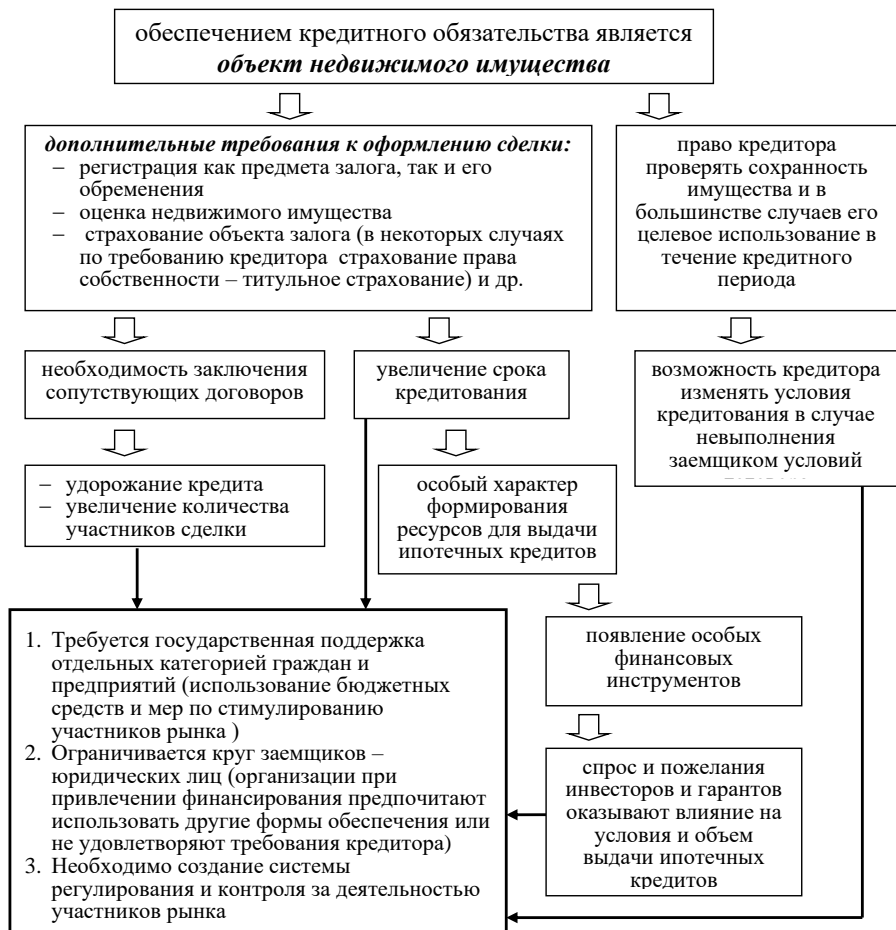 обеспечением кредитного обязательства является
объект недвижимого имущества
дополнительные требования к оформлению сделки:
– регистрация как предмета залога, так и его
обременения
– оценка недвижимого имущества
– страхование объекта залога (в некоторых случаях
по требованию кредитора страхование права
собственности – титульное страхование) и др.
право кредитора
проверять сохранность
имущества и в
большинстве случаев его
целевое использование в
течение кредитного
периода
необходимость заключения
сопутствующих договоров
увеличение срока
кредитования
возможность кредитора
изменять условия
кредитования в случае
невыполнения
заемщиком условий
– удорожание кредита
– увеличение количества
участников сделки
особый характер
формирования
ресурсов для выдачи
ипотечных кредитов
1. Требуется государственная поддержка
отдельных категорией граждан и
предприятий (использование бюджетных
средств и мер по стимулированию
участников рынка )
2. Ограничивается круг заемщиков –
юридических лиц (организации при
привлечении финансирования предпочитают
использовать другие формы обеспечения или
не удовлетворяют требования кредитора)
3. Необходимо создание системы
регулирования и контроля за деятельностью
участников рынка
появление особых
финансовых
инструментов
спрос и пожелания
инвесторов и гарантов
оказывают влияние на
условия и объем
выдачи ипотечных
кредитов